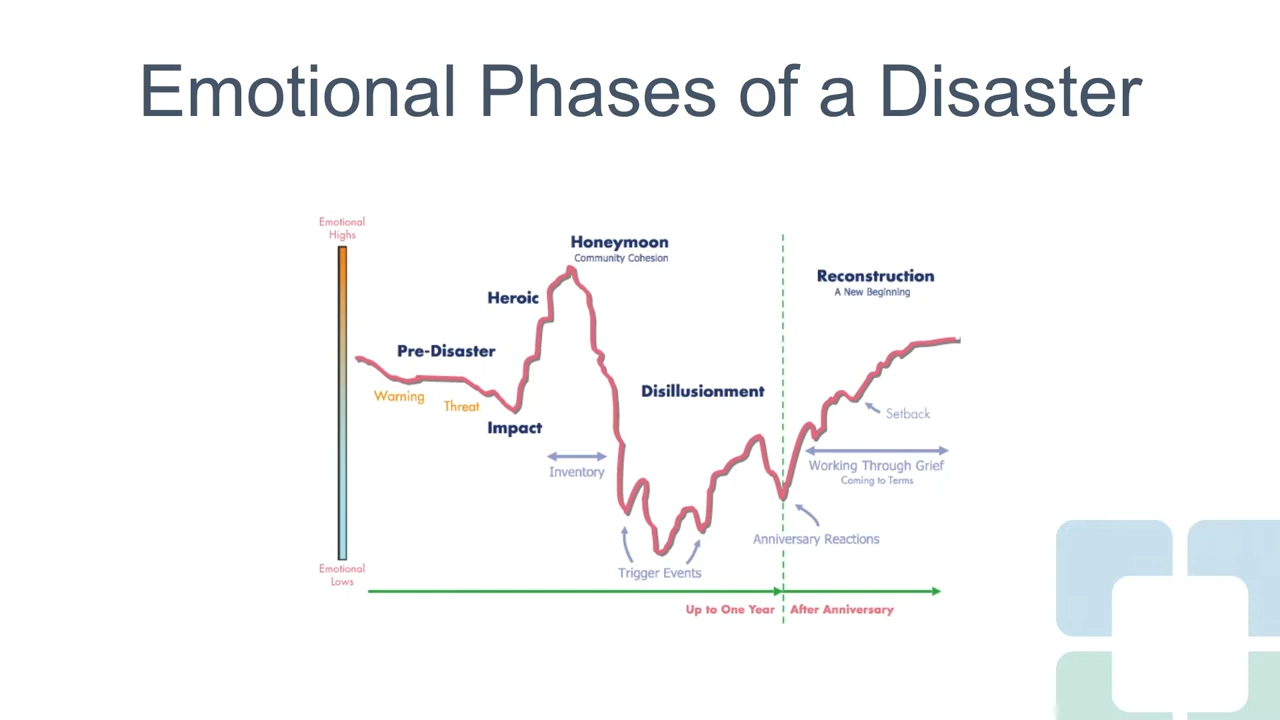 Emotional Phases of a Disaster
Emotional
Highs
Honeymoon
Community Cohesion
Reconstruction
A New Beginning
Heroic
Pre-Disaster
Warning
Threat
Disillusionment
Impact
Setback
Inventory
Working Through Grief
Coming to Terms
Anniversary Reactions
Trigger Events
Emotional
Lows
Up to One Year
After Anniversary